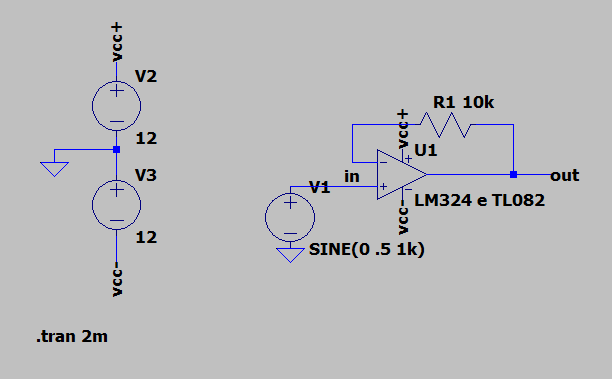 vcc+
V2
12
V3
12
vcc-
.tran 2m
R1 10k
vcc+
U1
in
V1
out
LM324 e TL082
vcc-
SINE(0 .5 1k)